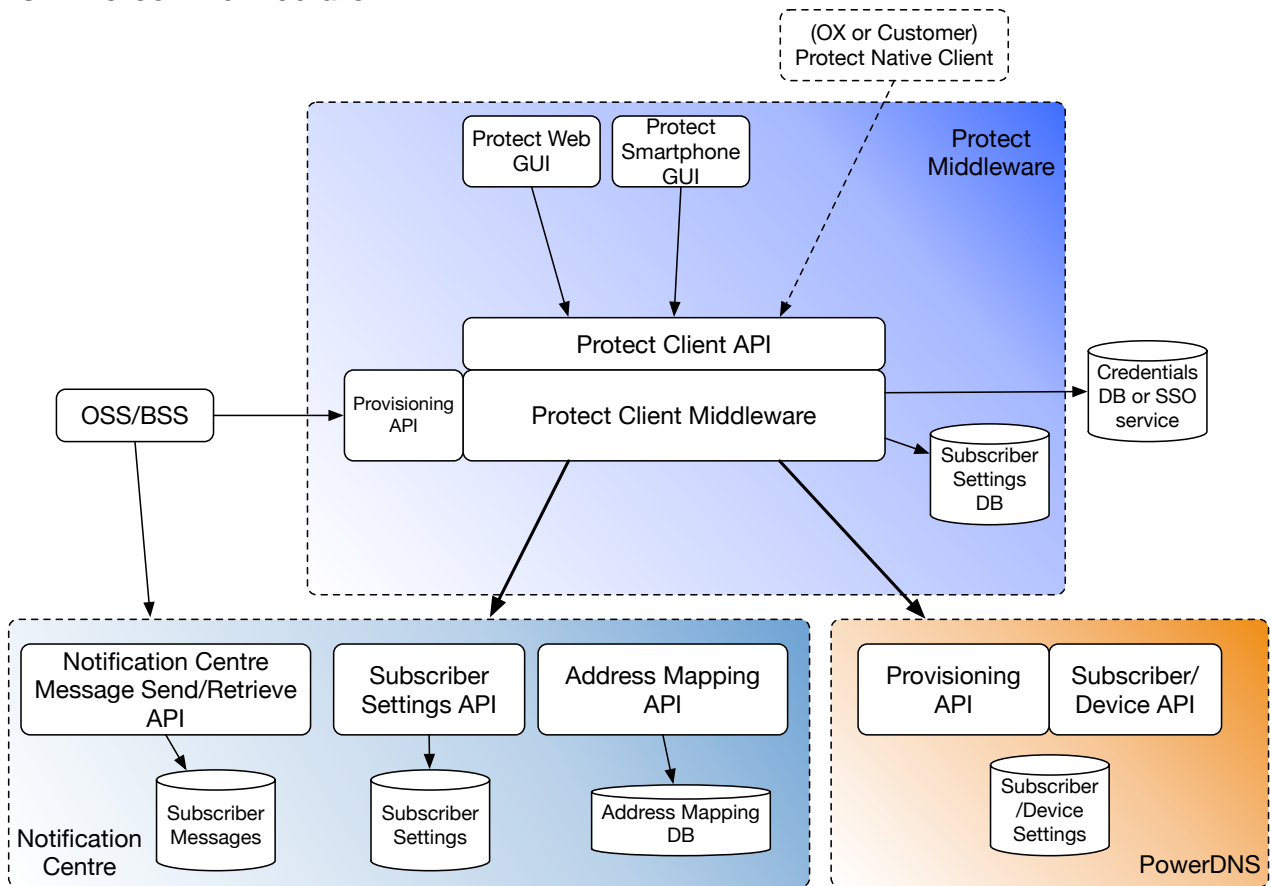 (OX or Customer)
Protect Native Client
Protect
Middleware
Protect Web
GUI
Protect
Smartphone
GUI
Protect Client API
Provisioning
API
Protect Client Middleware
OSS/BSS
Credentials
DB or SSO
service
Subscriber
Settings
DB
Notification Centre
Message Send/Retrieve
API
Subscriber
Settings API
Address Mapping
API
Provisioning
API
Subscriber/
Device API
Subscriber
Messages
Subscriber
Settings
Address Mapping
DB
Subscriber
/Device
Settings
Notification
Centre
PowerDNS